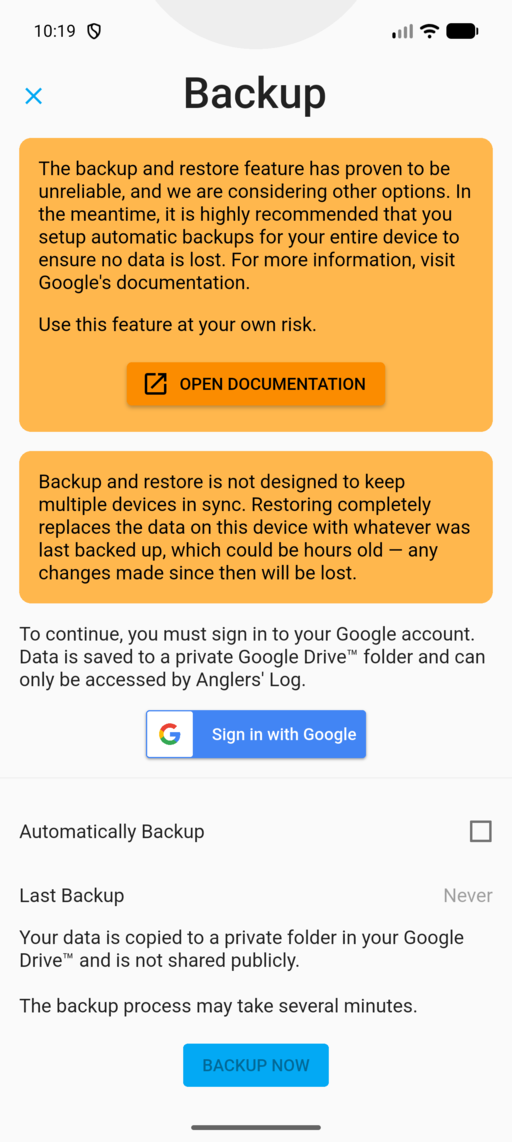 10:19
Backup
The backup and restore feature has proven to be
unreliable, and we are considering other options. In
the meantime, it is highly recommended that you
setup automatic backups for your entire device to
ensure no data is lost. For more information, visit
Google's documentation.
Use this feature at your own risk.
OPEN DOCUMENTATION
Backup and restore is not designed to keep
multiple devices in sync. Restoring completely
replaces the data on this device with whatever was
last backed up, which could be hours old — any
changes made since then will be lost.
To continue, you must sign in to your Google account.
Data is saved to a private Google Drive™ folder and can
only be accessed by Anglers' Log.
Sign in with Google
Automatically Backup
Last Backup Never
Your data is copied to a private folder in your Google
Drive™ and is not shared publicly.
The backup process may take several minutes.
BACKUP NOW